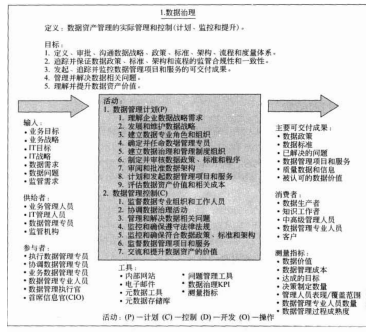 1.数据治理
定义：数据资产管理的实际管理和控制(计划、监控和提升)。
目标：
1. 定义、审批、沟通数据战略、政策、标准、架构、流程和度量体系。
2. 追踪并保证数据政策、标准、架构和流程的监管合规性和一致性。
3. 发起、追踪并监控数据管理项目和服务的可交付成果。
4. 管理并解决数据相关问题。
5. 理解并提升数据资产价值。
输入：
• 业务目标
• 业务战略
• IT目标
• IT战略
• 数据需求
• 数据问题
• 监管需求
供给者：
• 业务管理人员
• IT管理人员
• 数据管理专员
• 监管机构
参与者：
• 执行数据管理专员
• 协调数据管理专员
• 业务数据管理专员
• 数据专业人员
• 数据管理执行官
• 首席信息官(CIO)
活动：
1. 数据管理计划(P)
1. 理解企业数据战略需求
2. 发展和维护数据战略
3. 建立数据专业角色和组织
4. 确定并任命数据管理专员
5. 建立数据治理和管理制度组织
6. 制定并审核数据政策、标准和程序
7. 审阅和批准数据架构
8. 计划和发起数据管理项目和服务
9. 评估数据资产价值和相关成本
2. 数据管理控制(C)
1. 监督数据专业组织和工作人员
2. 协调数据治理活动
3. 管理和解决数据相关问题
4. 监控和确保遵守法律法规
5. 监控和确保符合数据政策、标准和架构
6. 监督数据管理项目和服务
7. 交流和提升数据资产的价值
工具：
• 内部网站
• 电子邮件
• 元数据工具
• 元数据存储库
• 问题管理工具
• 数据治理KPI
• 测量指标
主要可交付成果：
• 数据政策
• 数据标准
• 已解决的问题
• 数据管理项目和服务
• 质量数据和信息
• 被认可的数据价值
消费者：
• 数据生产者
• 知识工作者
• 中高级管理人员
• 数据管理专业人员
• 客户
测量指标：
• 数据价值
• 数据管理成本
• 达成的目标
• 决策制定数量
• 管理人员表现/覆盖范围
• 数据管理专业人员数量
• 数据管理过程成熟度
活动：(P) —计划 (C) —控制 (D) —开发 (O) —操作